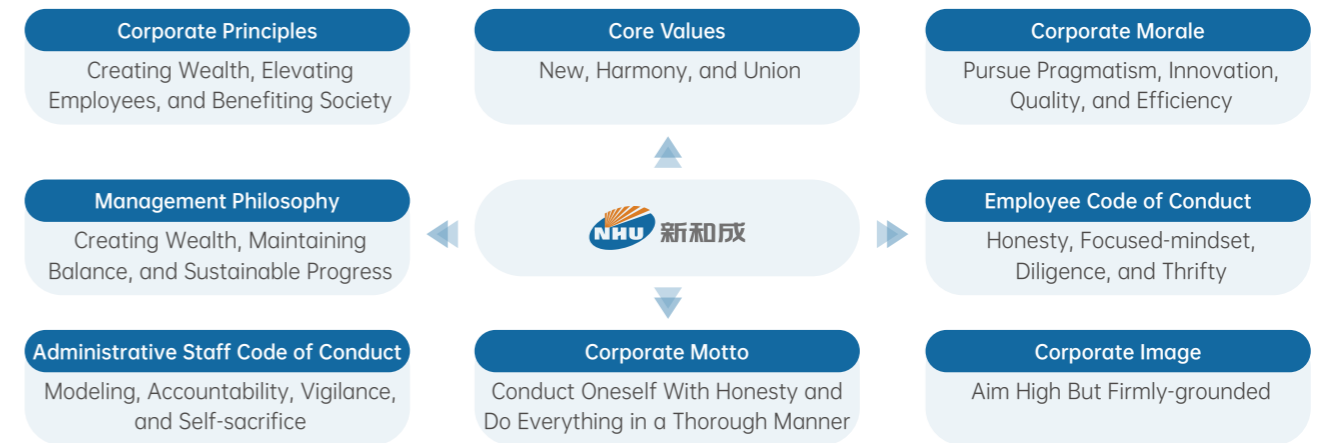 Corporate Principles
Creating Wealth, Elevating
Employees, and Benefiting Society
Core Values
New, Harmony, and Union
Corporate Morale
Pursue Pragmatism, Innovation,
Quality, and Efficiency
Management Philosophy
Creating Wealth, Maintaining
Balance, and Sustainable Progress
NHU 新和成
Employee Code of Conduct
Honesty, Focused-mindset,
Diligence, and Thrifty
Administrative Staff Code of Conduct
Modeling, Accountability, Vigilance,
and Self-sacrifice
Corporate Motto
Conduct Oneself With Honesty and
Do Everything in a Thorough Manner
Corporate Image
Aim High But Firmly-grounded